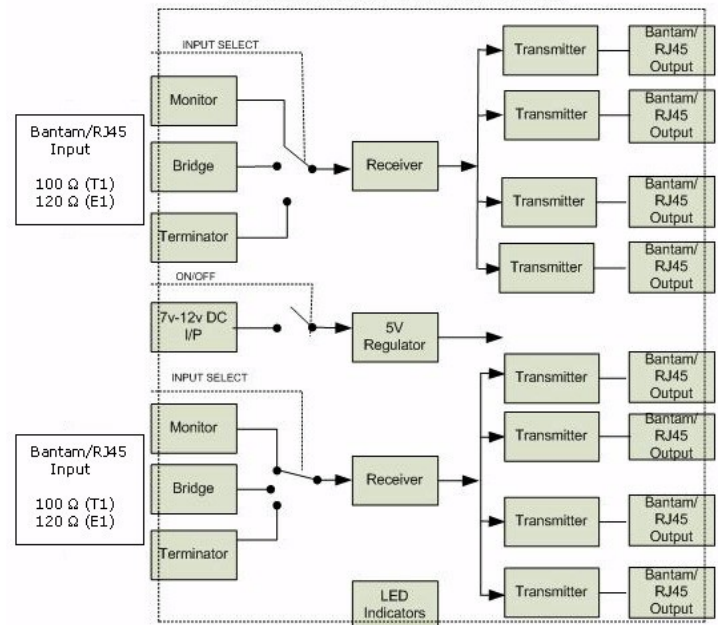 INPUT SELECT
Monitor
Bantam/RJ45
Input
100 Ω (T1)
120 Ω (E1)
Bridge
Terminator
Receiver
Transmitter
Bantam/
RJ45
Output
Transmitter
Bantam/
RJ45
Output
Transmitter
Bantam/
RJ45
Output
Transmitter
Bantam/
RJ45
Output
ON/OFF
7v-12v DC
I/P
5V
Regulator
INPUT SELECT
Monitor
Bantam/RJ45
Input
100 Ω (T1)
120 Ω (E1)
Bridge
Terminator
Receiver
Transmitter
Bantam/
RJ45
Output
Transmitter
Bantam/
RJ45
Output
Transmitter
Bantam/
RJ45
Output
Transmitter
Bantam/
RJ45
Output
LED
Indicators